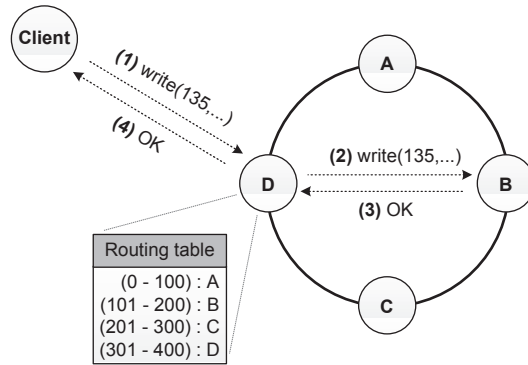 Client
(1) write(135,...)
(4) OK
A
(2) write(135,...)
D
B
(3) OK
Routing table
(0 - 100) : A
(101 - 200) : B
(201 - 300) : C
(301 - 400) : D
C